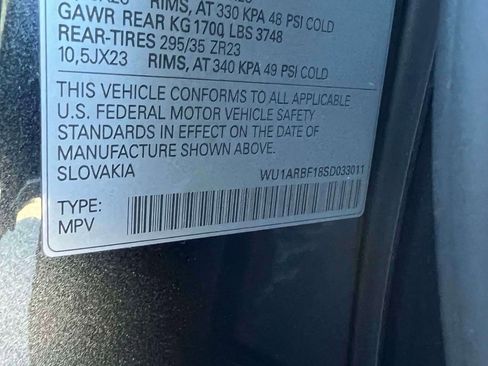 RIMS, AT 330 KPA 48 PSI COLD
GAWR REAR KG 1700 LBS 3748
REAR-TIRES 295/35 ZR23
10,5JX23 RIMS, AT 340 KPA 49 PSI COLD
THIS VEHICLE CONFORMS TO ALL APPLICABLE
U.S. FEDERAL MOTOR VEHICLE SAFETY
STANDARDS IN EFFECT ON THE DATE OF
MANUFACTURE SHOWN ABOVE.
SLOVAKIA WU1ARBF18SD033011
TYPE:
MPV